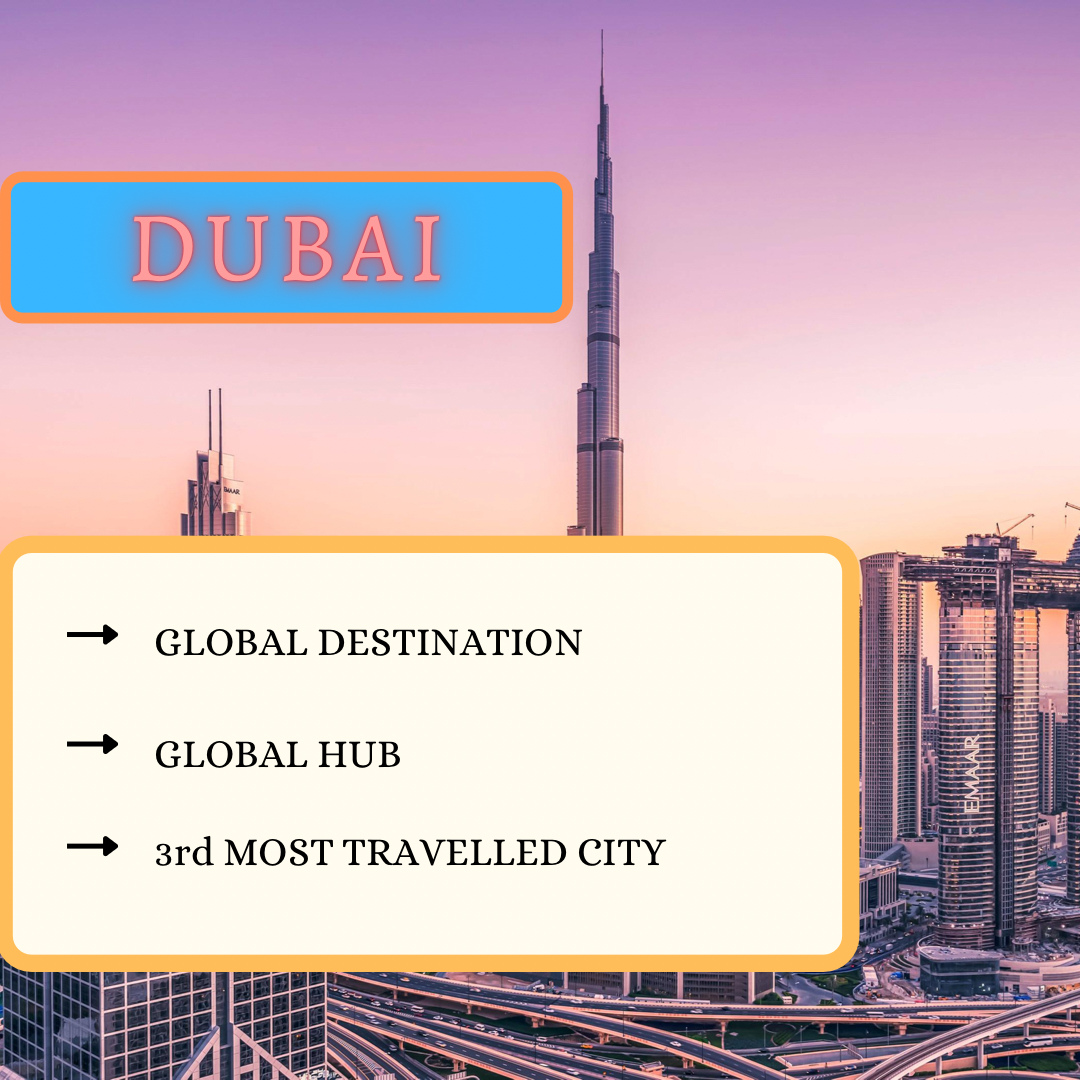 DUBAI
EMAAR
GLOBAL DESTINATION
GLOBAL HUB
3rd MOST TRAVELLED CITY
EMAAR